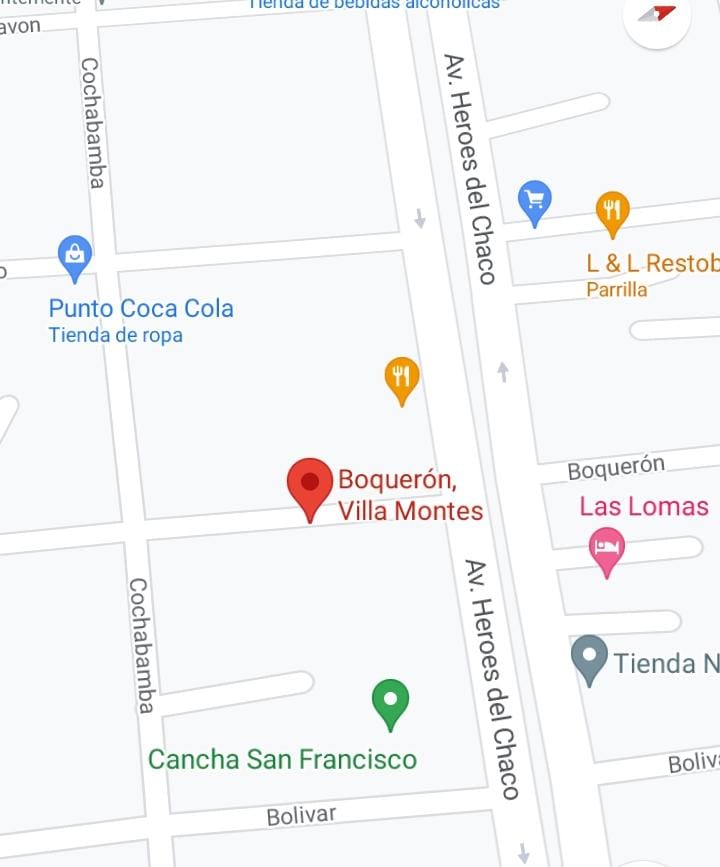 Tienda de bebidas alcohólicas
avon
Cochabamba
Av. Heroes del Chaco
L & L Restob
Parrilla
Punto Coca Cola
Tienda de ropa
Boquerón
Boquerón,
Villa Montes
Las Lomas
Av. Heroes del Chaco
Cochabamba
Tienda N
Cancha San Francisco
Boliva
Bolivar